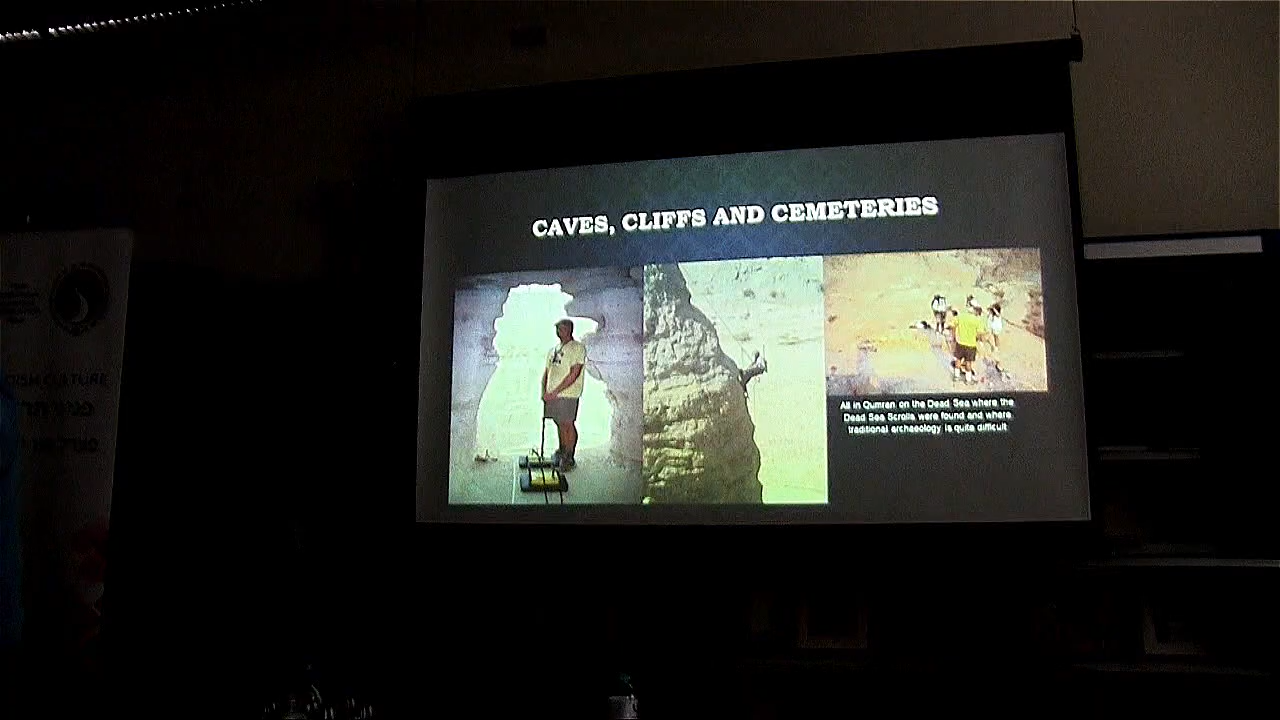 CAVES, CLIFFS AND CEMETERIES
All in Qumran on the Dead Sea where the
Dead Sea Scrolls were found and where
traditional archaeology is quite difficult
CULTURE